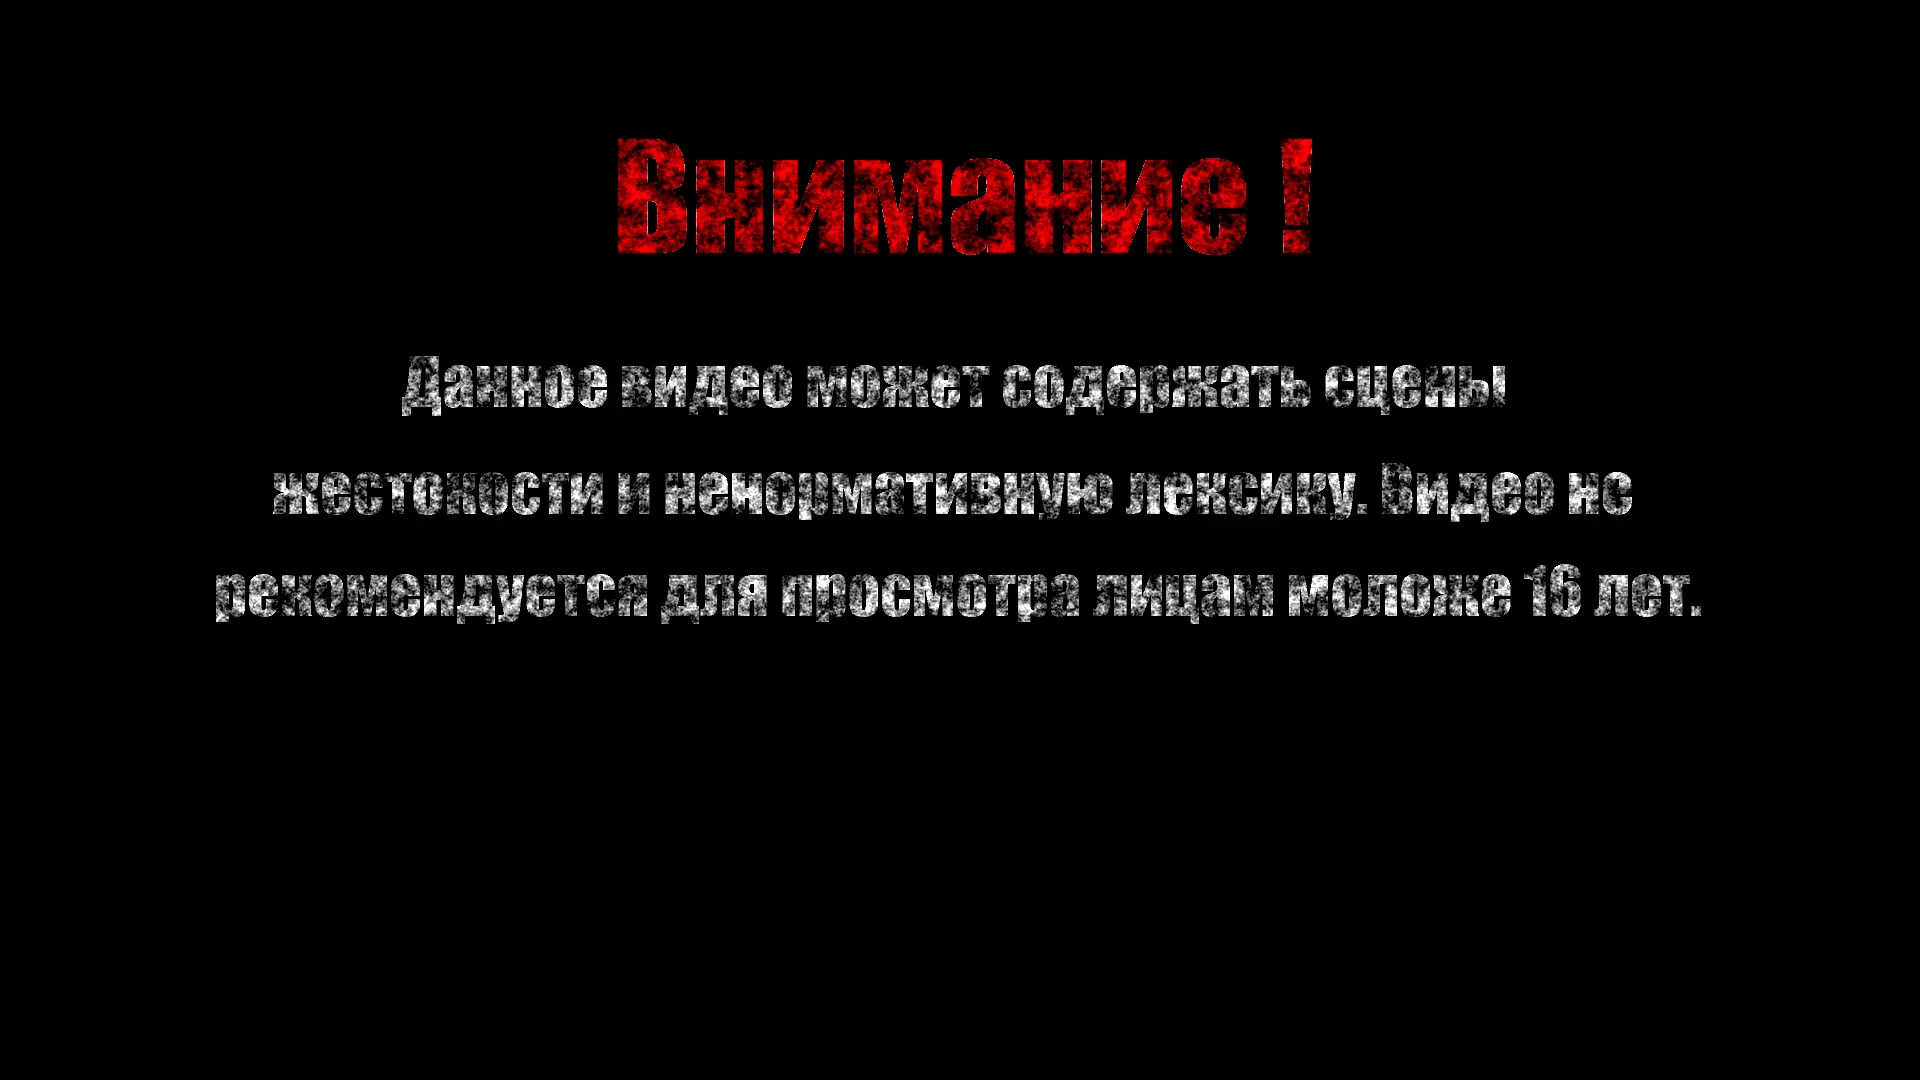 Внимание !
Данное видео может содержать сцены
жестокости и ненормативную лексику. Видео не
рекомендуется для просмотра лицам моложе 16 лет.